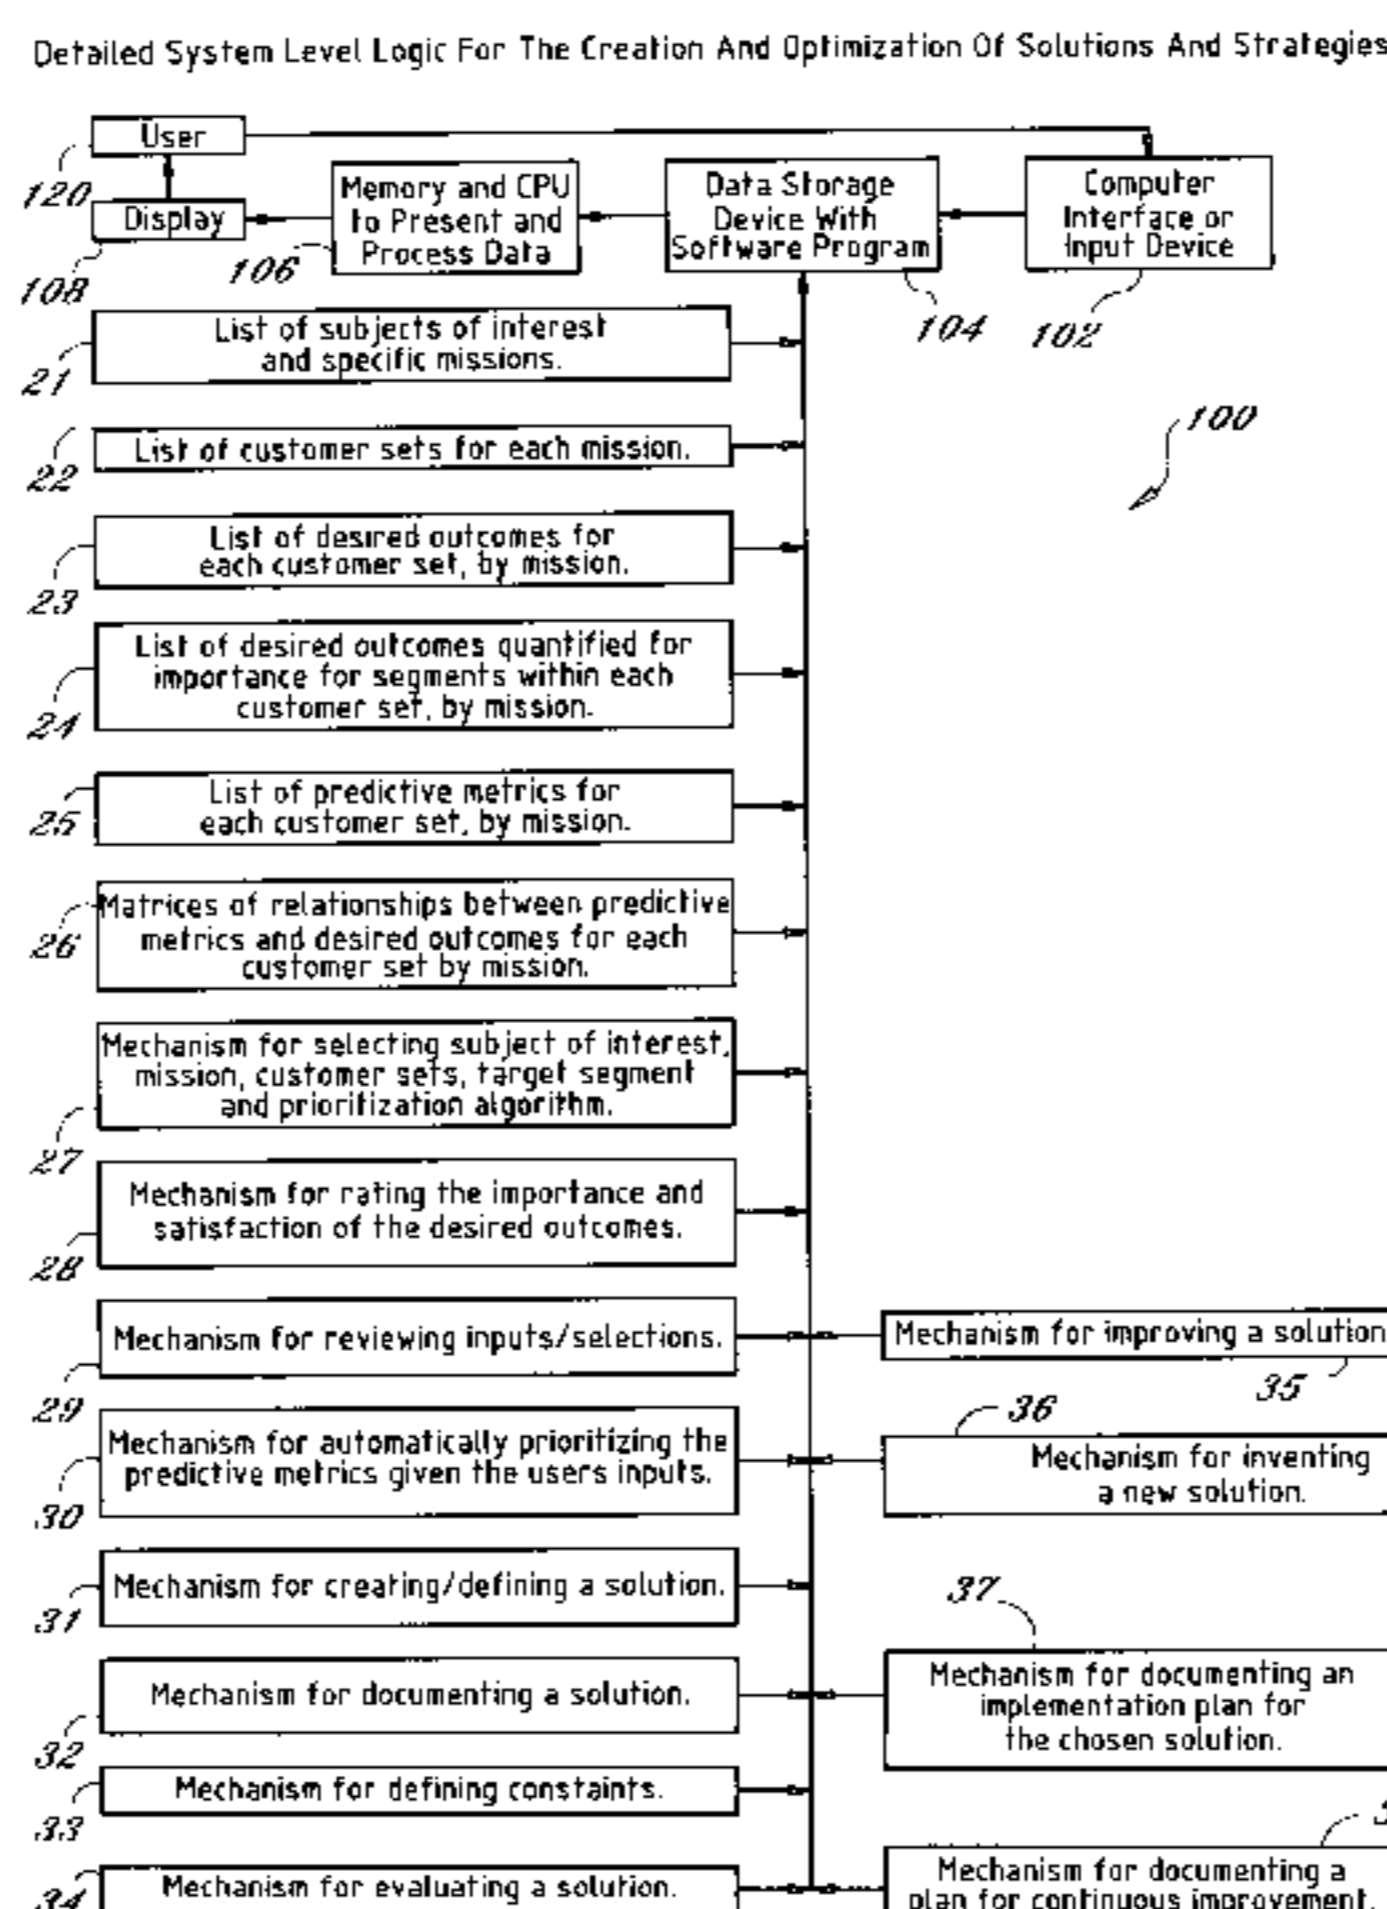 Detailed System Level Logic For The Creation And Optimization Of Solutions And Strategies
User
120
Display
108
Memory and CPU
to Present and
Process Data
106
Data Storage
Device With
Software Program
104
Computer
Interface or
Input Device
102
100
List of subjects of interest
and specific missions.
21
List of customer sets for each mission.
22
List of desired outcomes for
each customer set, by mission.
23
List of desired outcomes quantified for
importance for segments within each
customer set, by mission.
24
List of predictive metrics for
each customer set, by mission.
25
Matrices of relationships between predictive
metrics and desired outcomes for each
customer set by mission.
26
Mechanism for selecting subject of interest,
mission, customer sets, target segment
and prioritization algorithm.
27
Mechanism for rating the importance and
satisfaction of the desired outcomes.
28
Mechanism for reviewing inputs/selections.
29
Mechanism for improving a solution
35
Mechanism for automatically prioritizing the
predictive metrics given the users inputs.
30
36
Mechanism for inventing
a new solution.
Mechanism for creating/defining a solution.
31
Mechanism for documenting a solution.
32
37
Mechanism for documenting an
implementation plan for
the chosen solution.
Mechanism for defining constaints.
33
Mechanism for evaluating a solution.
34
Mechanism for documenting a
plan for continuous improvement.